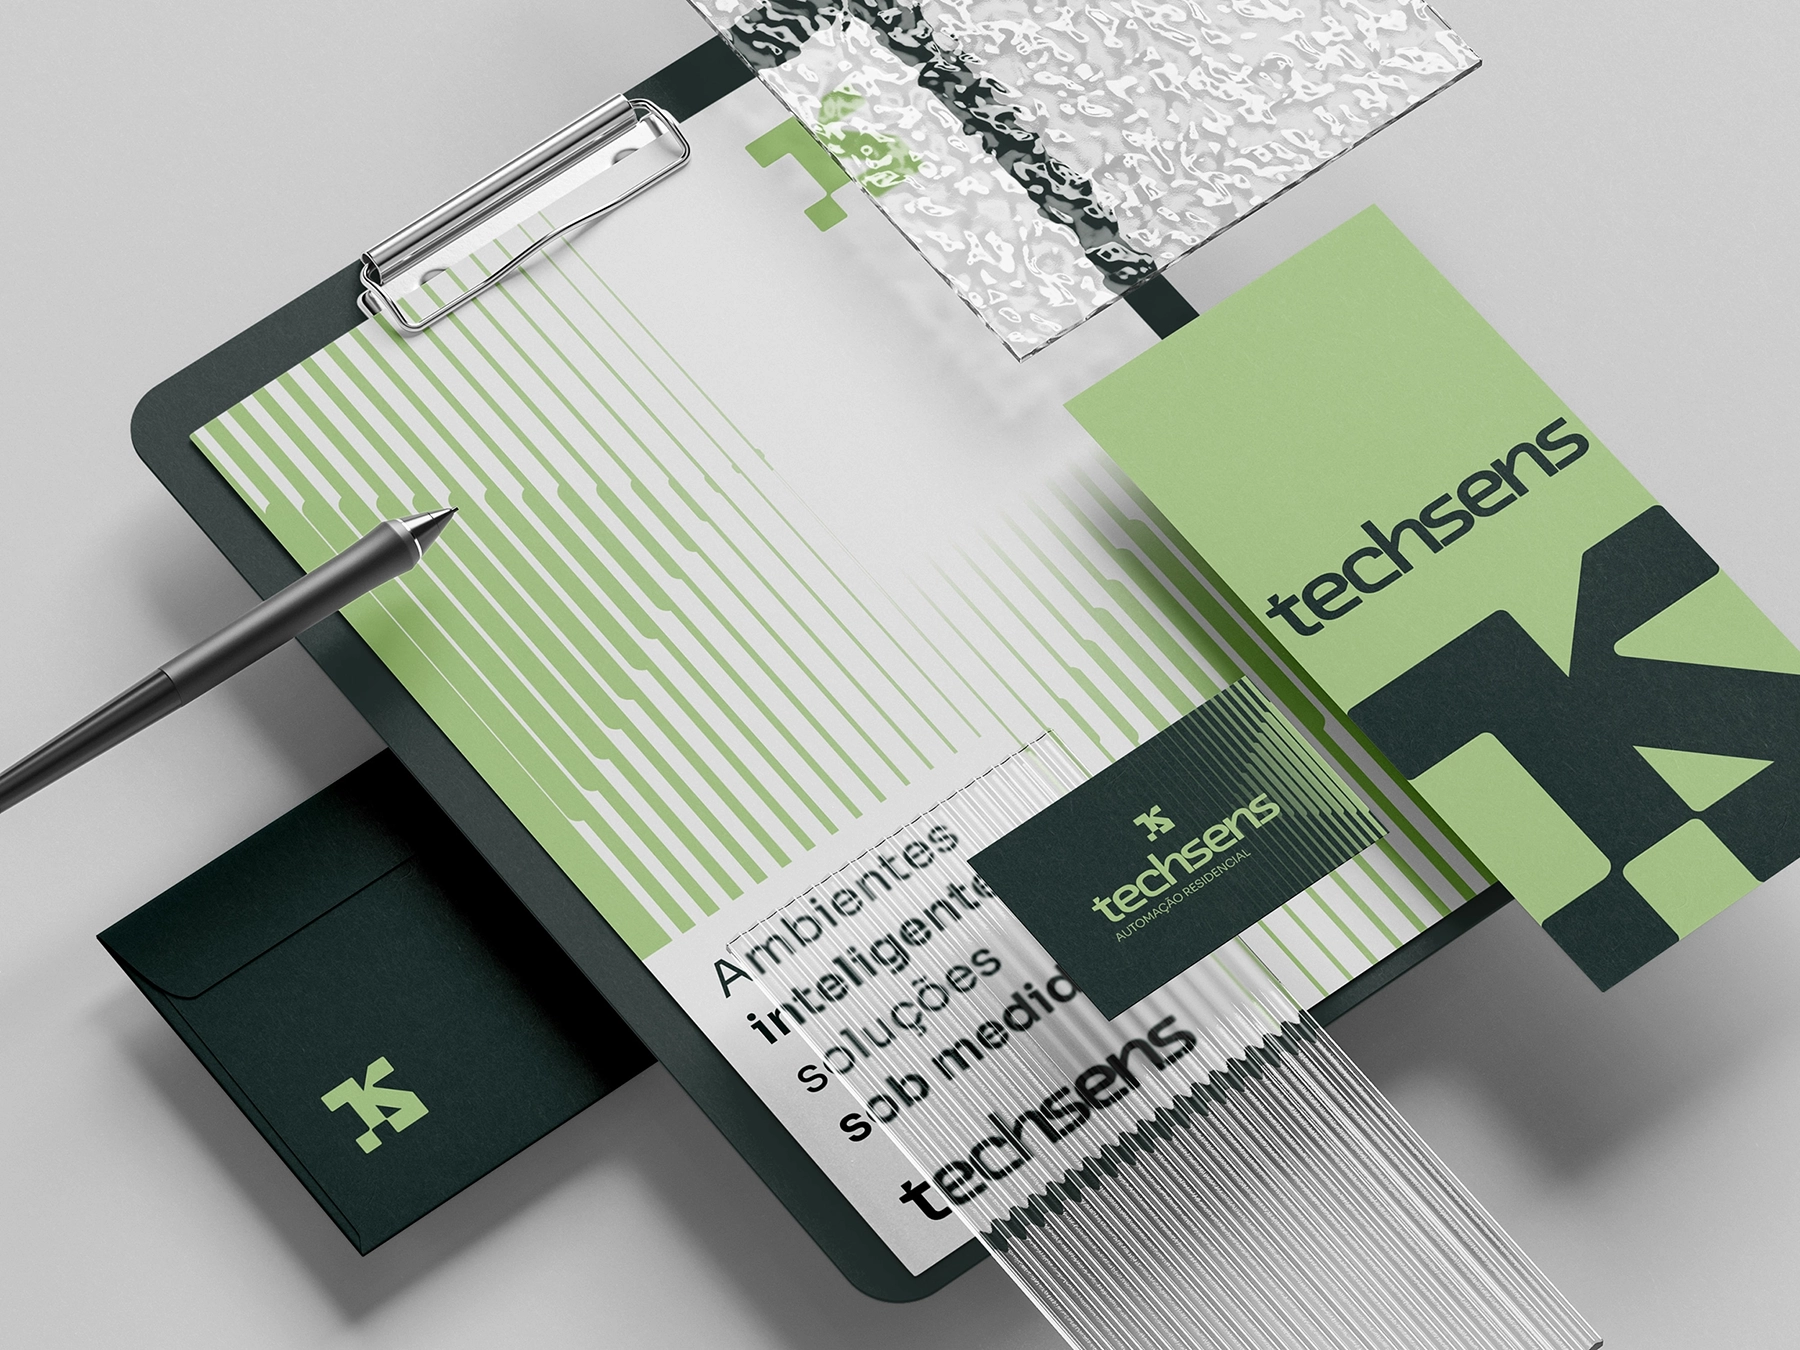 techsens
techsens
AUTOMAÇÃO RESIDENCIAL
Ambientes
inteligentes
soluções
sob medida
techsens